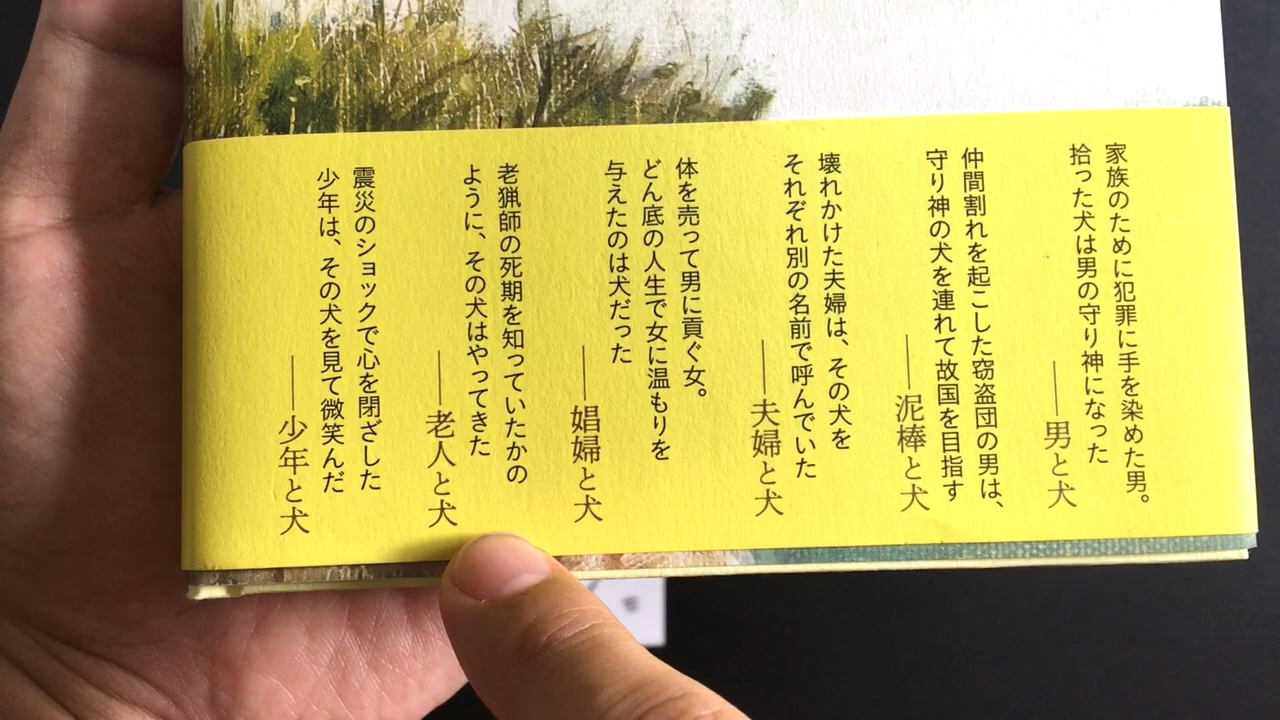 家族のために犯罪に手を染めた男。
拾った犬は男の守り神になった
——男と犬
仲間割れを起こした窃盗団の男は、
守り神の犬を連れて故国を目指す
——泥棒と犬
壊れかけた夫婦は、その犬を
それぞれ別の名前で呼んでいた
——夫婦と犬
体を売って男に貢ぐ女。
どん底の人生で女に温もりを
与えたのは犬だった
——娼婦と犬
老猟師の死期を知っていたかの
ように、その犬はやってきた
——老人と犬
震災のショックで心を閉ざした
少年は、その犬を見て微笑んだ
——少年と犬